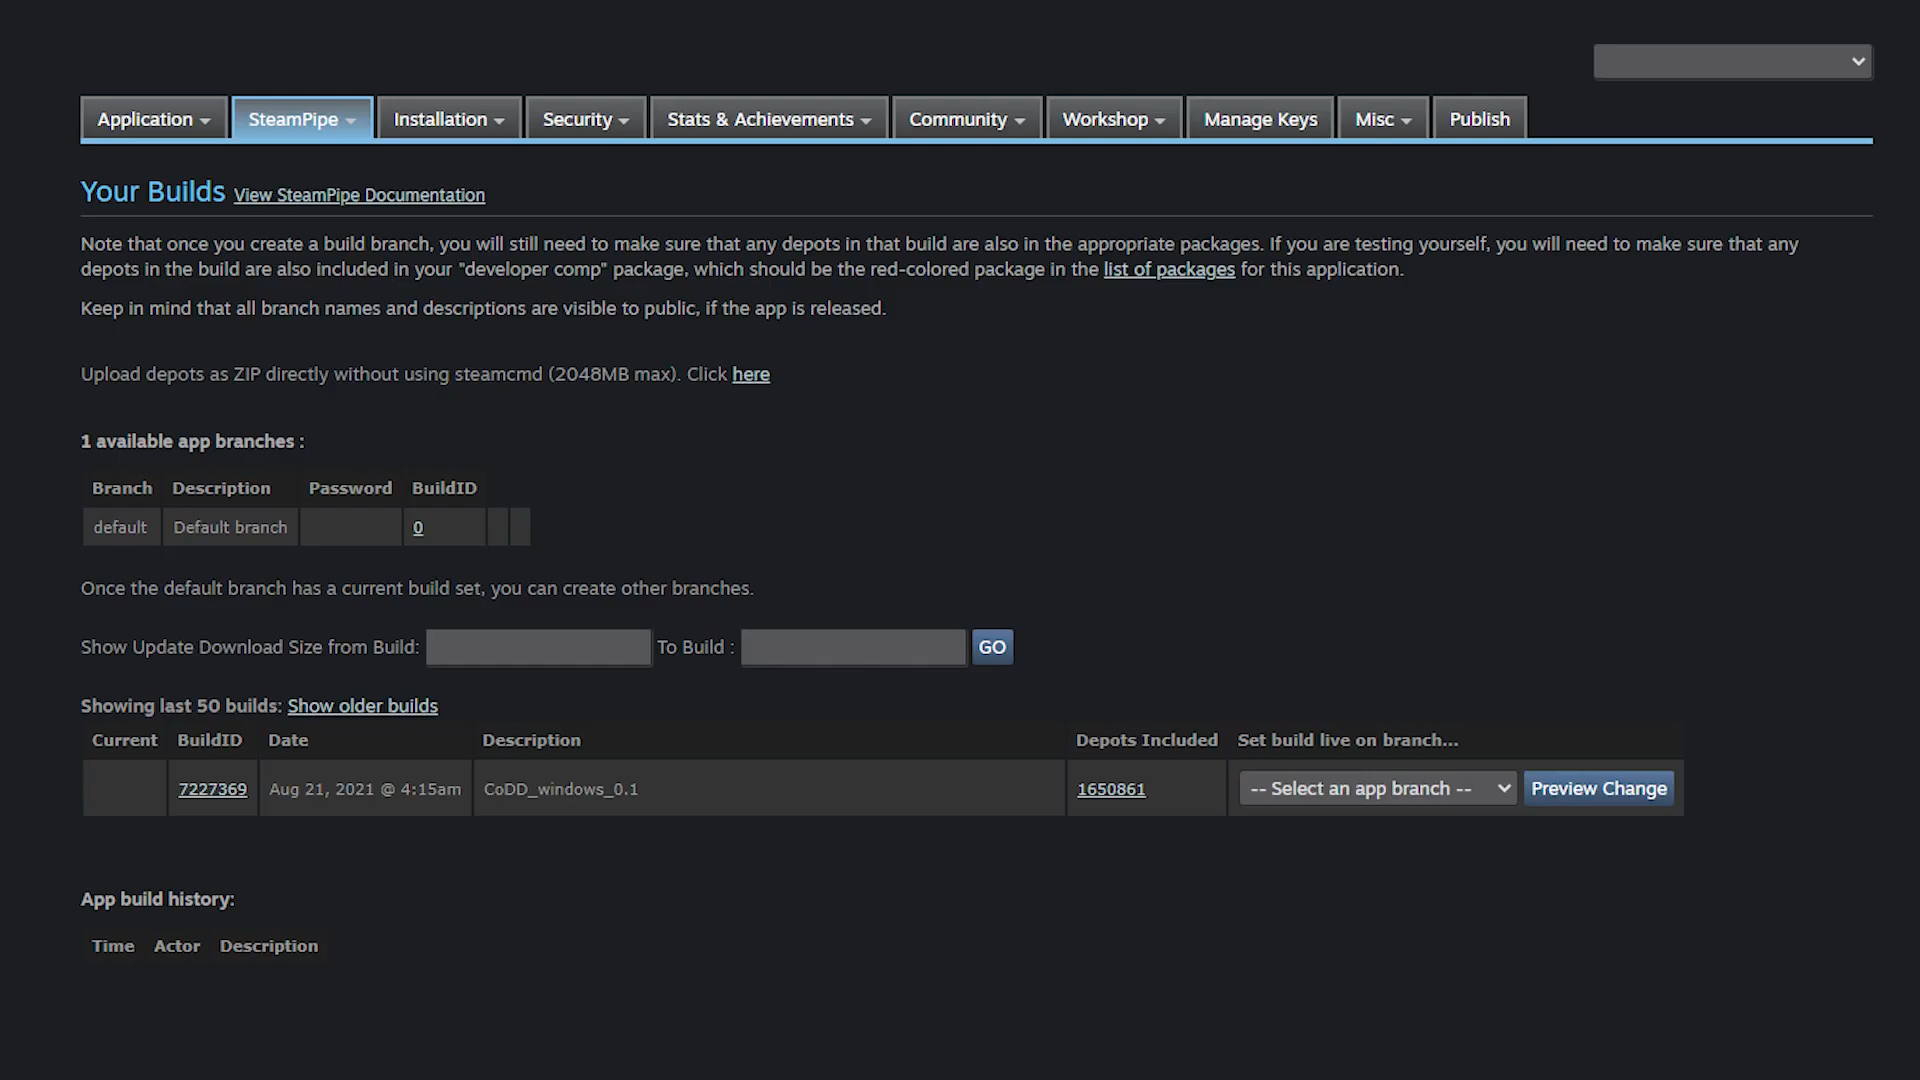 Application SteamPipe Installation Security Stats & Achievements Community Workshop Manage Keys Misc Publish
Your Builds View SteamPipe Documentation
Note that once you create a build branch, you will still need to make sure that any depots in that build are also in the appropriate packages. If you are testing yourself, you will need to make sure that any
depots in the build are also included in your "developer comp" package, which should be the red-colored package in the list of packages for this application.
Keep in mind that all branch names and descriptions are visible to public, if the app is released.
Upload depots as ZIP directly without using steamcmd (2048MB max). Click here
1 available app branches :
Branch Description Password BuildID
default Default branch 0
Once the default branch has a current build set, you can create other branches.
Show Update Download Size from Build: To Build : GO
Showing last 50 builds: Show older builds
Current BuildID Date Description Depots Included Set build live on branch...
7227369 Aug 21, 2021 @ 4:15am CoDD_windows_0.1 1650861 -- Select an app branch -- Preview Change
App build history:
Time Actor Description